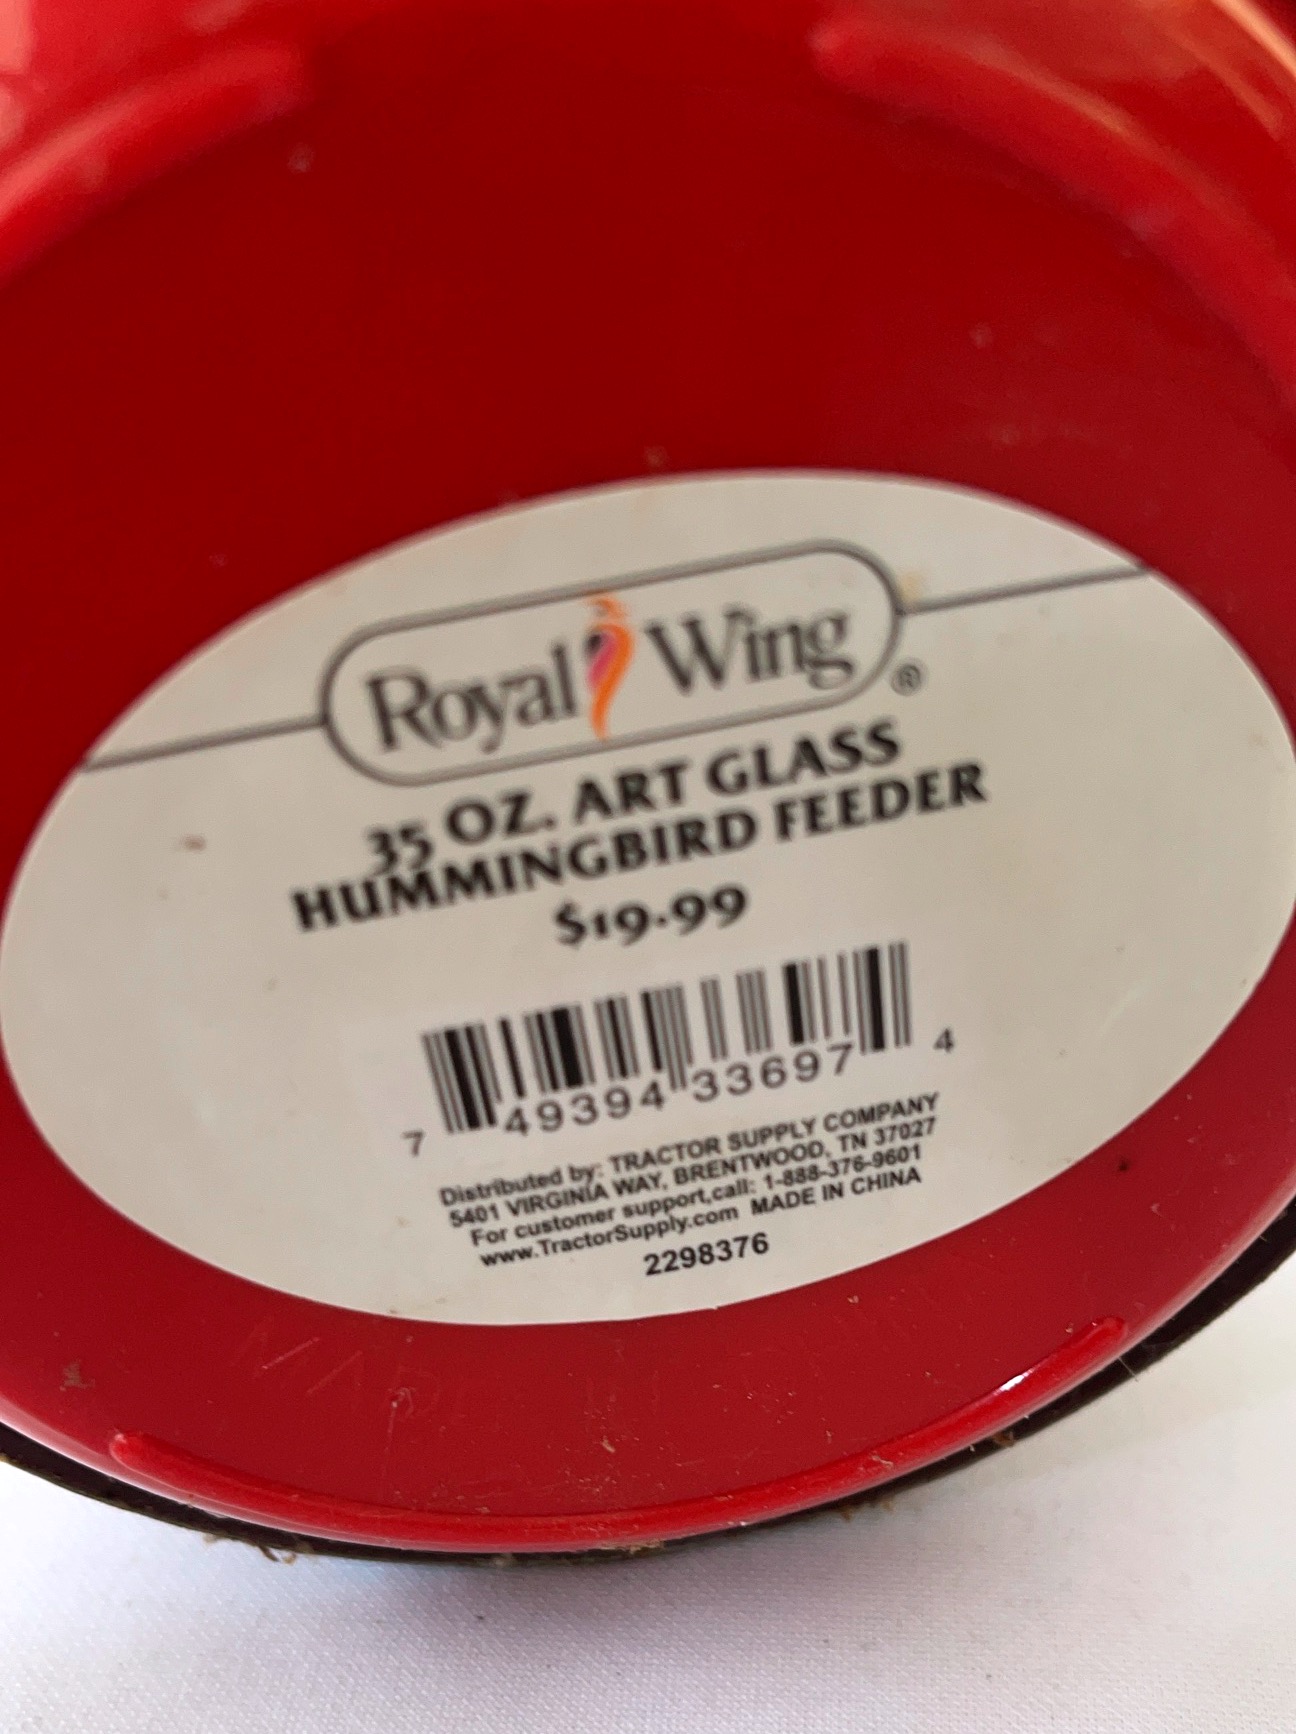 Royal Wing ®
35 OZ. ART GLASS
HUMMINGBIRD FEEDER
$19.99
7 49394 33697 4
Distributed by: TRACTOR SUPPLY COMPANY
5401 VIRGINIA WAY, BRENTWOOD, TN 37027
For customer support,call: 1-888-376-9601
www.TractorSupply.com MADE IN CHINA
2298376